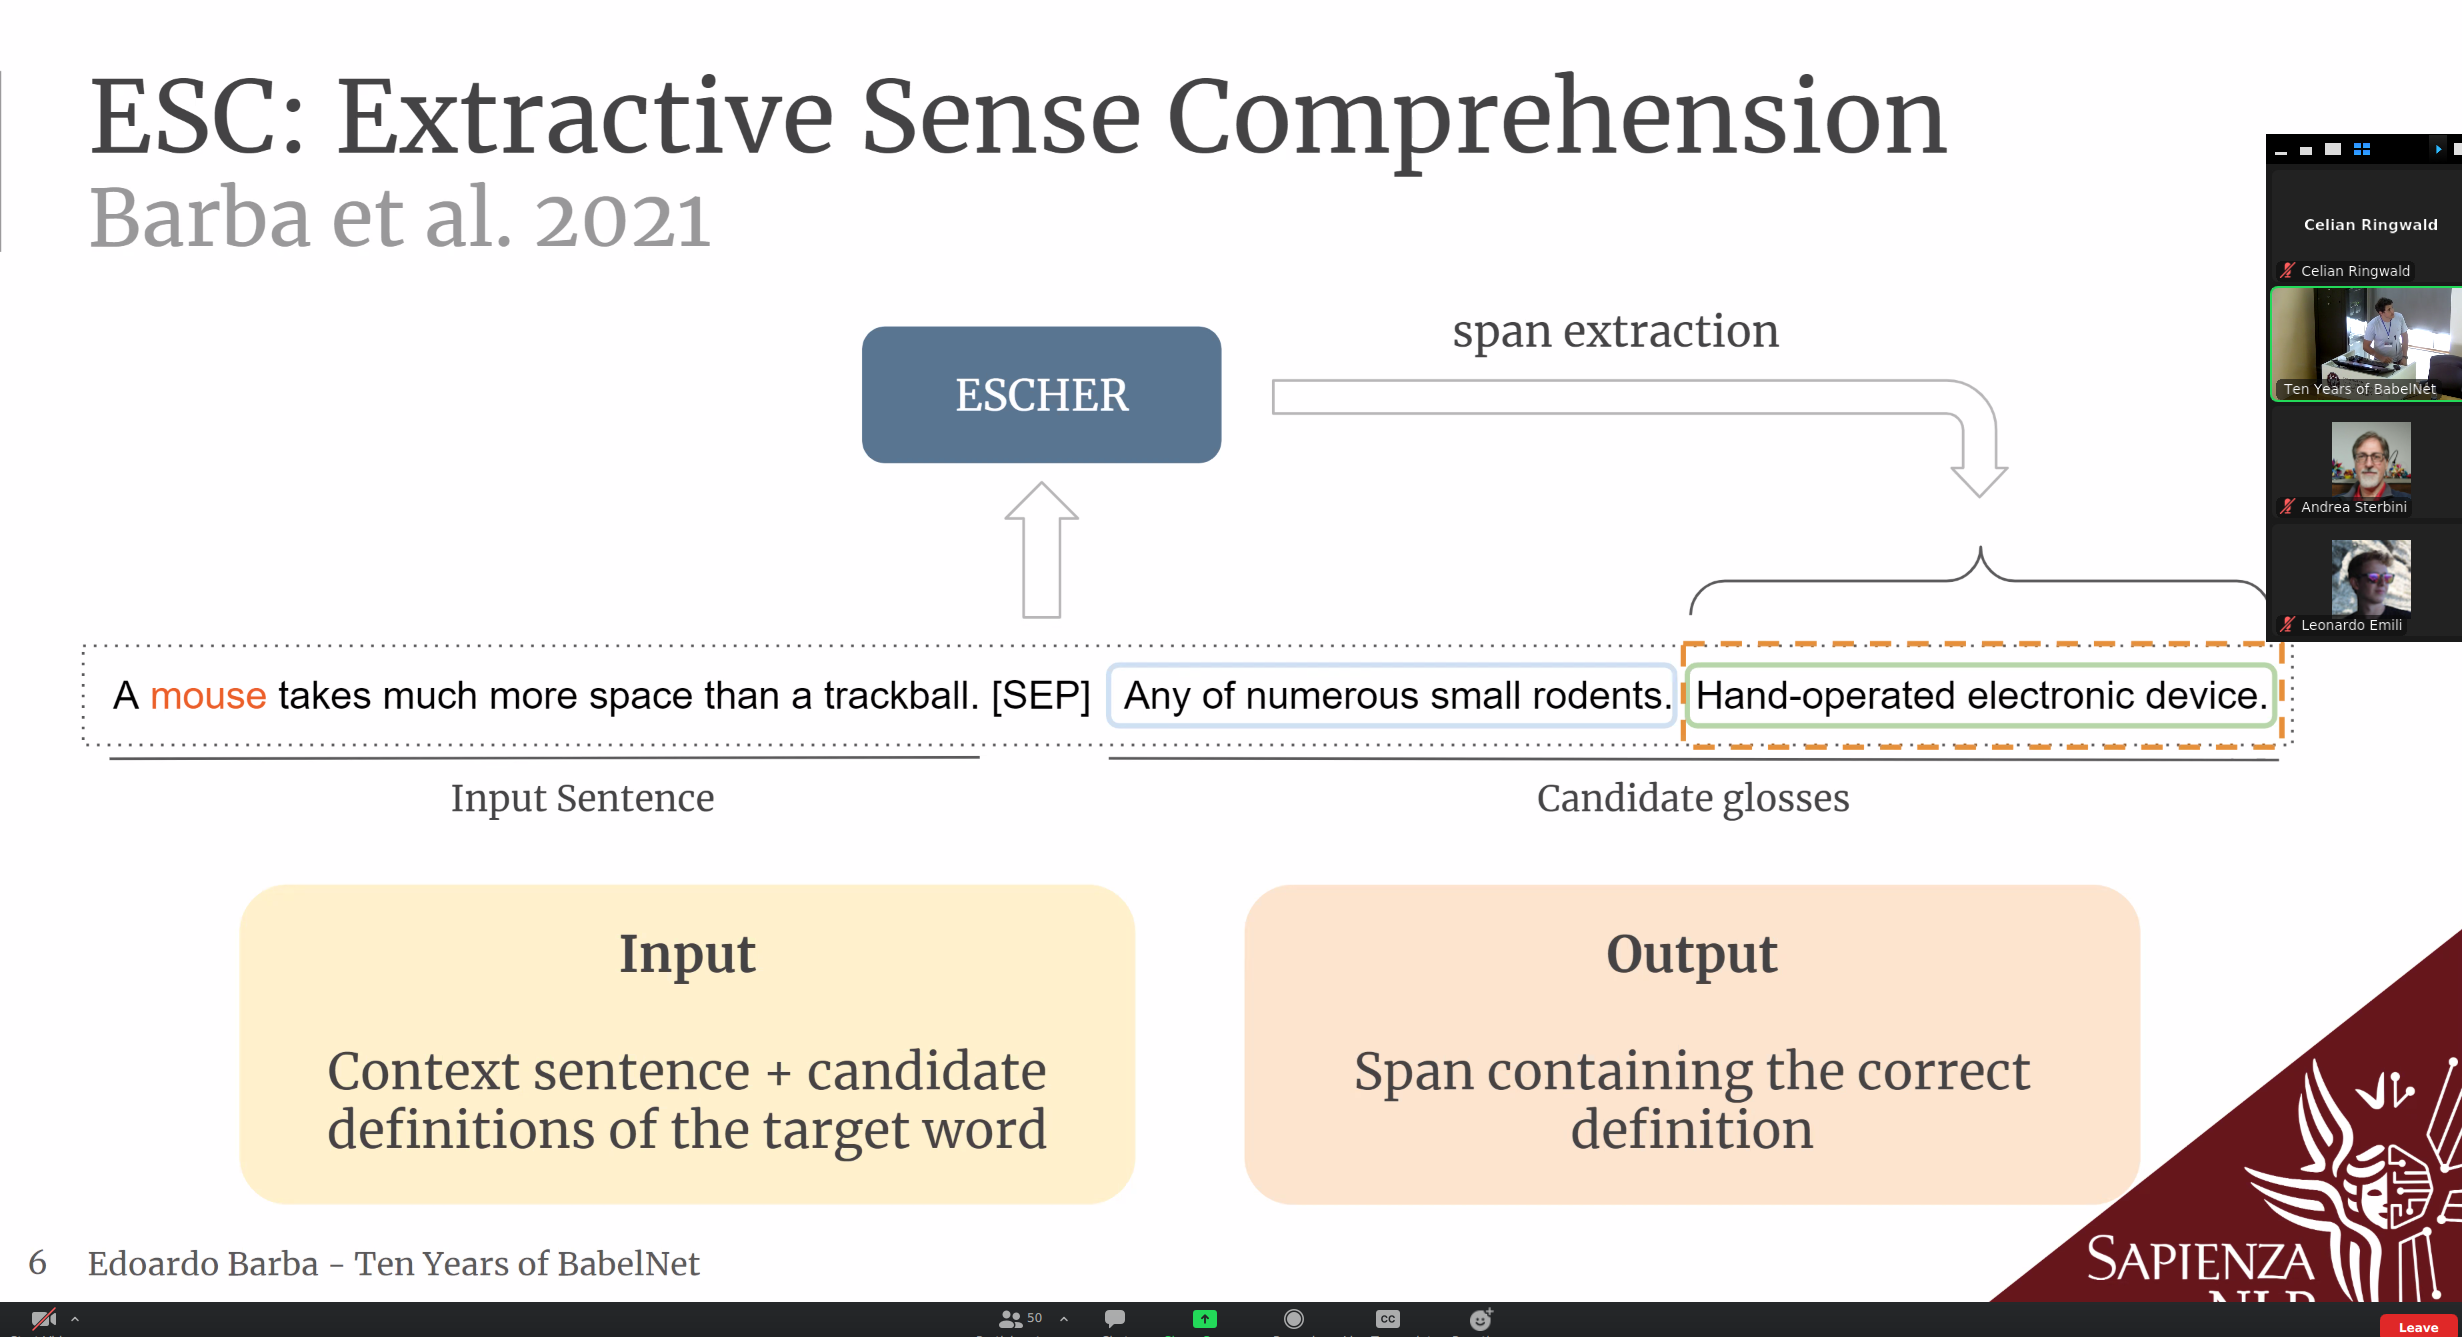 ESC: Extractive Sense Comprehension
Barba et al. 2021
Celian Ringwald
Celian Ringwald
Ten Years of BabelNet
Andrea Sterbini
Leonardo Emili
ESCHER
span extraction
A mouse takes much more space than a trackball. [SEP] Any of numerous small rodents. Hand-operated electronic device.
Input Sentence
Candidate glosses
Input
Context sentence + candidate
definitions of the target word
Output
Span containing the correct
definition
6 Edoardo Barba - Ten Years of BabelNet
SAPIENZA
NLP
50
CC
Leave